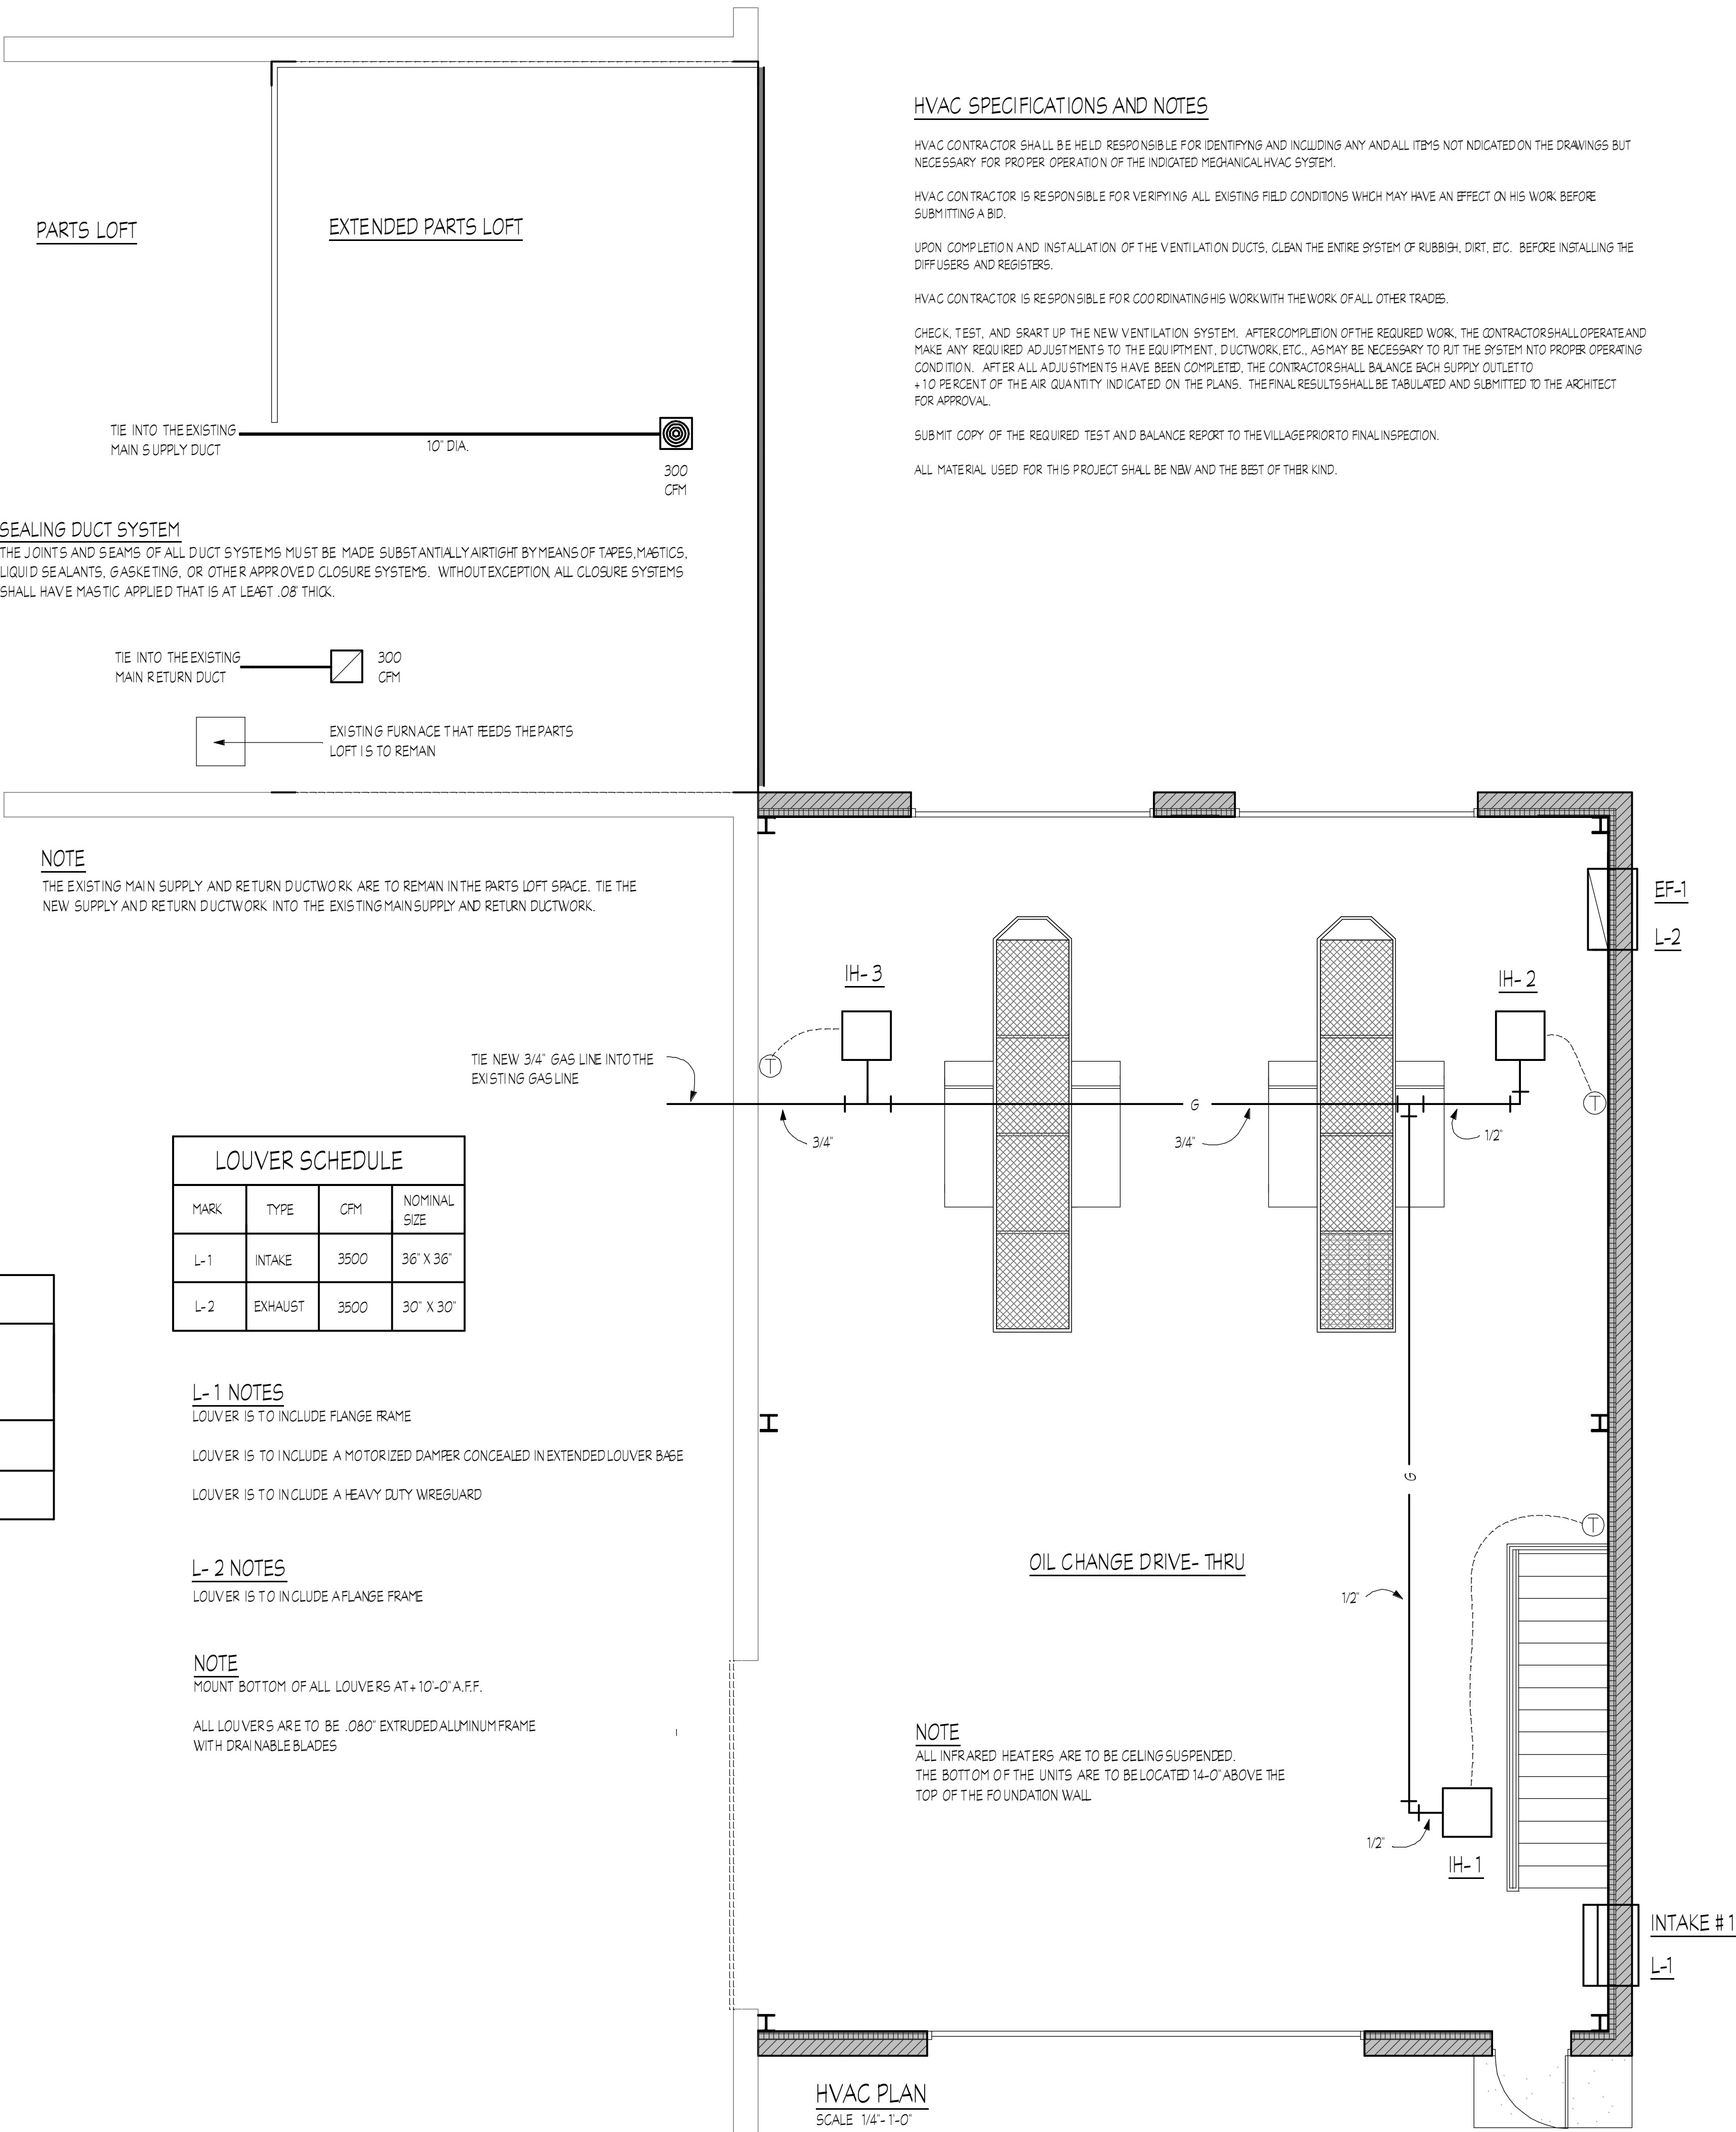 PARTS LOFT
EXTENDED PARTS LOFT
TIE INTO THE EXISTING
MAIN SUPPLY DUCT
10" DIA.
300
CFM
SEALING DUCT SYSTEM
THE JOINTS AND SEAMS OF ALL DUCT SYSTEMS MUST BE MADE SUBSTANTIALLY AIRTIGHT BY MEANS OF TAPES, MASTICS,
LIQUID SEALANTS, GASKETING, OR OTHER APPROVED CLOSURE SYSTEMS. WITHOUT EXCEPTION, ALL CLOSURE SYSTEMS
SHALL HAVE MASTIC APPLIED THAT IS AT LEAST .08" THICK.
TIE INTO THE EXISTING
MAIN RETURN DUCT
300
CFM
EXISTING FURNACE THAT FEEDS THE PARTS
LOFT IS TO REMAIN
NOTE
THE EXISTING MAIN SUPPLY AND RETURN DUCTWORK ARE TO REMAIN IN THE PARTS LOFT SPACE. TIE THE
NEW SUPPLY AND RETURN DUCTWORK INTO THE EXISTING MAIN SUPPLY AND RETURN DUCTWORK.
HVAC SPECIFICATIONS AND NOTES
HVAC CONTRACTOR SHALL BE HELD RESPONSIBLE FOR IDENTIFYING AND INCLUDING ANY AND ALL ITEMS NOT INDICATED ON THE DRAWINGS BUT
NECESSARY FOR PROPER OPERATION OF THE INDICATED MECHANICAL HVAC SYSTEM.
HVAC CONTRACTOR IS RESPONSIBLE FOR VERIFYING ALL EXISTING FIELD CONDITIONS WHICH MAY HAVE AN EFFECT ON HIS WORK BEFORE
SUBMITTING A BID.
UPON COMPLETION AND INSTALLATION OF THE VENTILATION DUCTS, CLEAN THE ENTIRE SYSTEM OF RUBBISH, DIRT, ETC. BEFORE INSTALLING THE
DIFFUSERS AND REGISTERS.
HVAC CONTRACTOR IS RESPONSIBLE FOR COORDINATING HIS WORK WITH THE WORK OF ALL OTHER TRADES.
CHECK, TEST, AND SRART UP THE NEW VENTILATION SYSTEM. AFTER COMPLETION OF THE REQUIRED WORK, THE CONTRACTOR SHALL OPERATE AND
MAKE ANY REQUIRED ADJUSTMENTS TO THE EQUIPTMENT, DUCTWORK, ETC., AS MAY BE NECESSARY TO PUT THE SYSTEM INTO PROPER OPERATING
CONDITION. AFTER ALL ADJUSTMENTS HAVE BEEN COMPLETED, THE CONTRACTOR SHALL BALANCE EACH SUPPLY OUTLET TO
+10 PERCENT OF THE AIR QUANTITY INDICATED ON THE PLANS. THE FINAL RESULTS SHALL BE TABULATED AND SUBMITTED TO THE ARCHITECT
FOR APPROVAL.
SUBMIT COPY OF THE REQUIRED TEST AND BALANCE REPORT TO THE VILLAGE PRIOR TO FINAL INSPECTION.
ALL MATERIAL USED FOR THIS PROJECT SHALL BE NEW AND THE BEST OF THEIR KIND.
EF-1
L-2
IH-3
IH-2
T
T
TIE NEW 3/4" GAS LINE INTO THE
EXISTING GAS LINE
G
3/4"
3/4"
1/2"
LOUVER SCHEDULE
MARK TYPE CFM NOMINAL SIZE
L-1 INTAKE 3500 36" X 36"
L-2 EXHAUST 3500 30" X 30"
L-1 NOTES
LOUVER IS TO INCLUDE FLANGE FRAME
LOUVER IS TO INCLUDE A MOTORIZED DAMPER CONCEALED IN EXTENDED LOUVER BASE
LOUVER IS TO INCLUDE A HEAVY DUTY WIREGUARD
L-2 NOTES
LOUVER IS TO INCLUDE A FLANGE FRAME
NOTE
MOUNT BOTTOM OF ALL LOUVERS AT +10'-0" A.F.F.
ALL LOUVERS ARE TO BE .080" EXTRUDED ALUMINUM FRAME
WITH DRAINABLE BLADES
G
T
OIL CHANGE DRIVE-THRU
1/2"
NOTE
ALL INFRARED HEATERS ARE TO BE CEILING SUSPENDED.
THE BOTTOM OF THE UNITS ARE TO BE LOCATED 14-0" ABOVE THE
TOP OF THE FOUNDATION WALL
1/2"
IH-1
INTAKE #1
L-1
HVAC PLAN
SCALE 1/4"-1'-0"